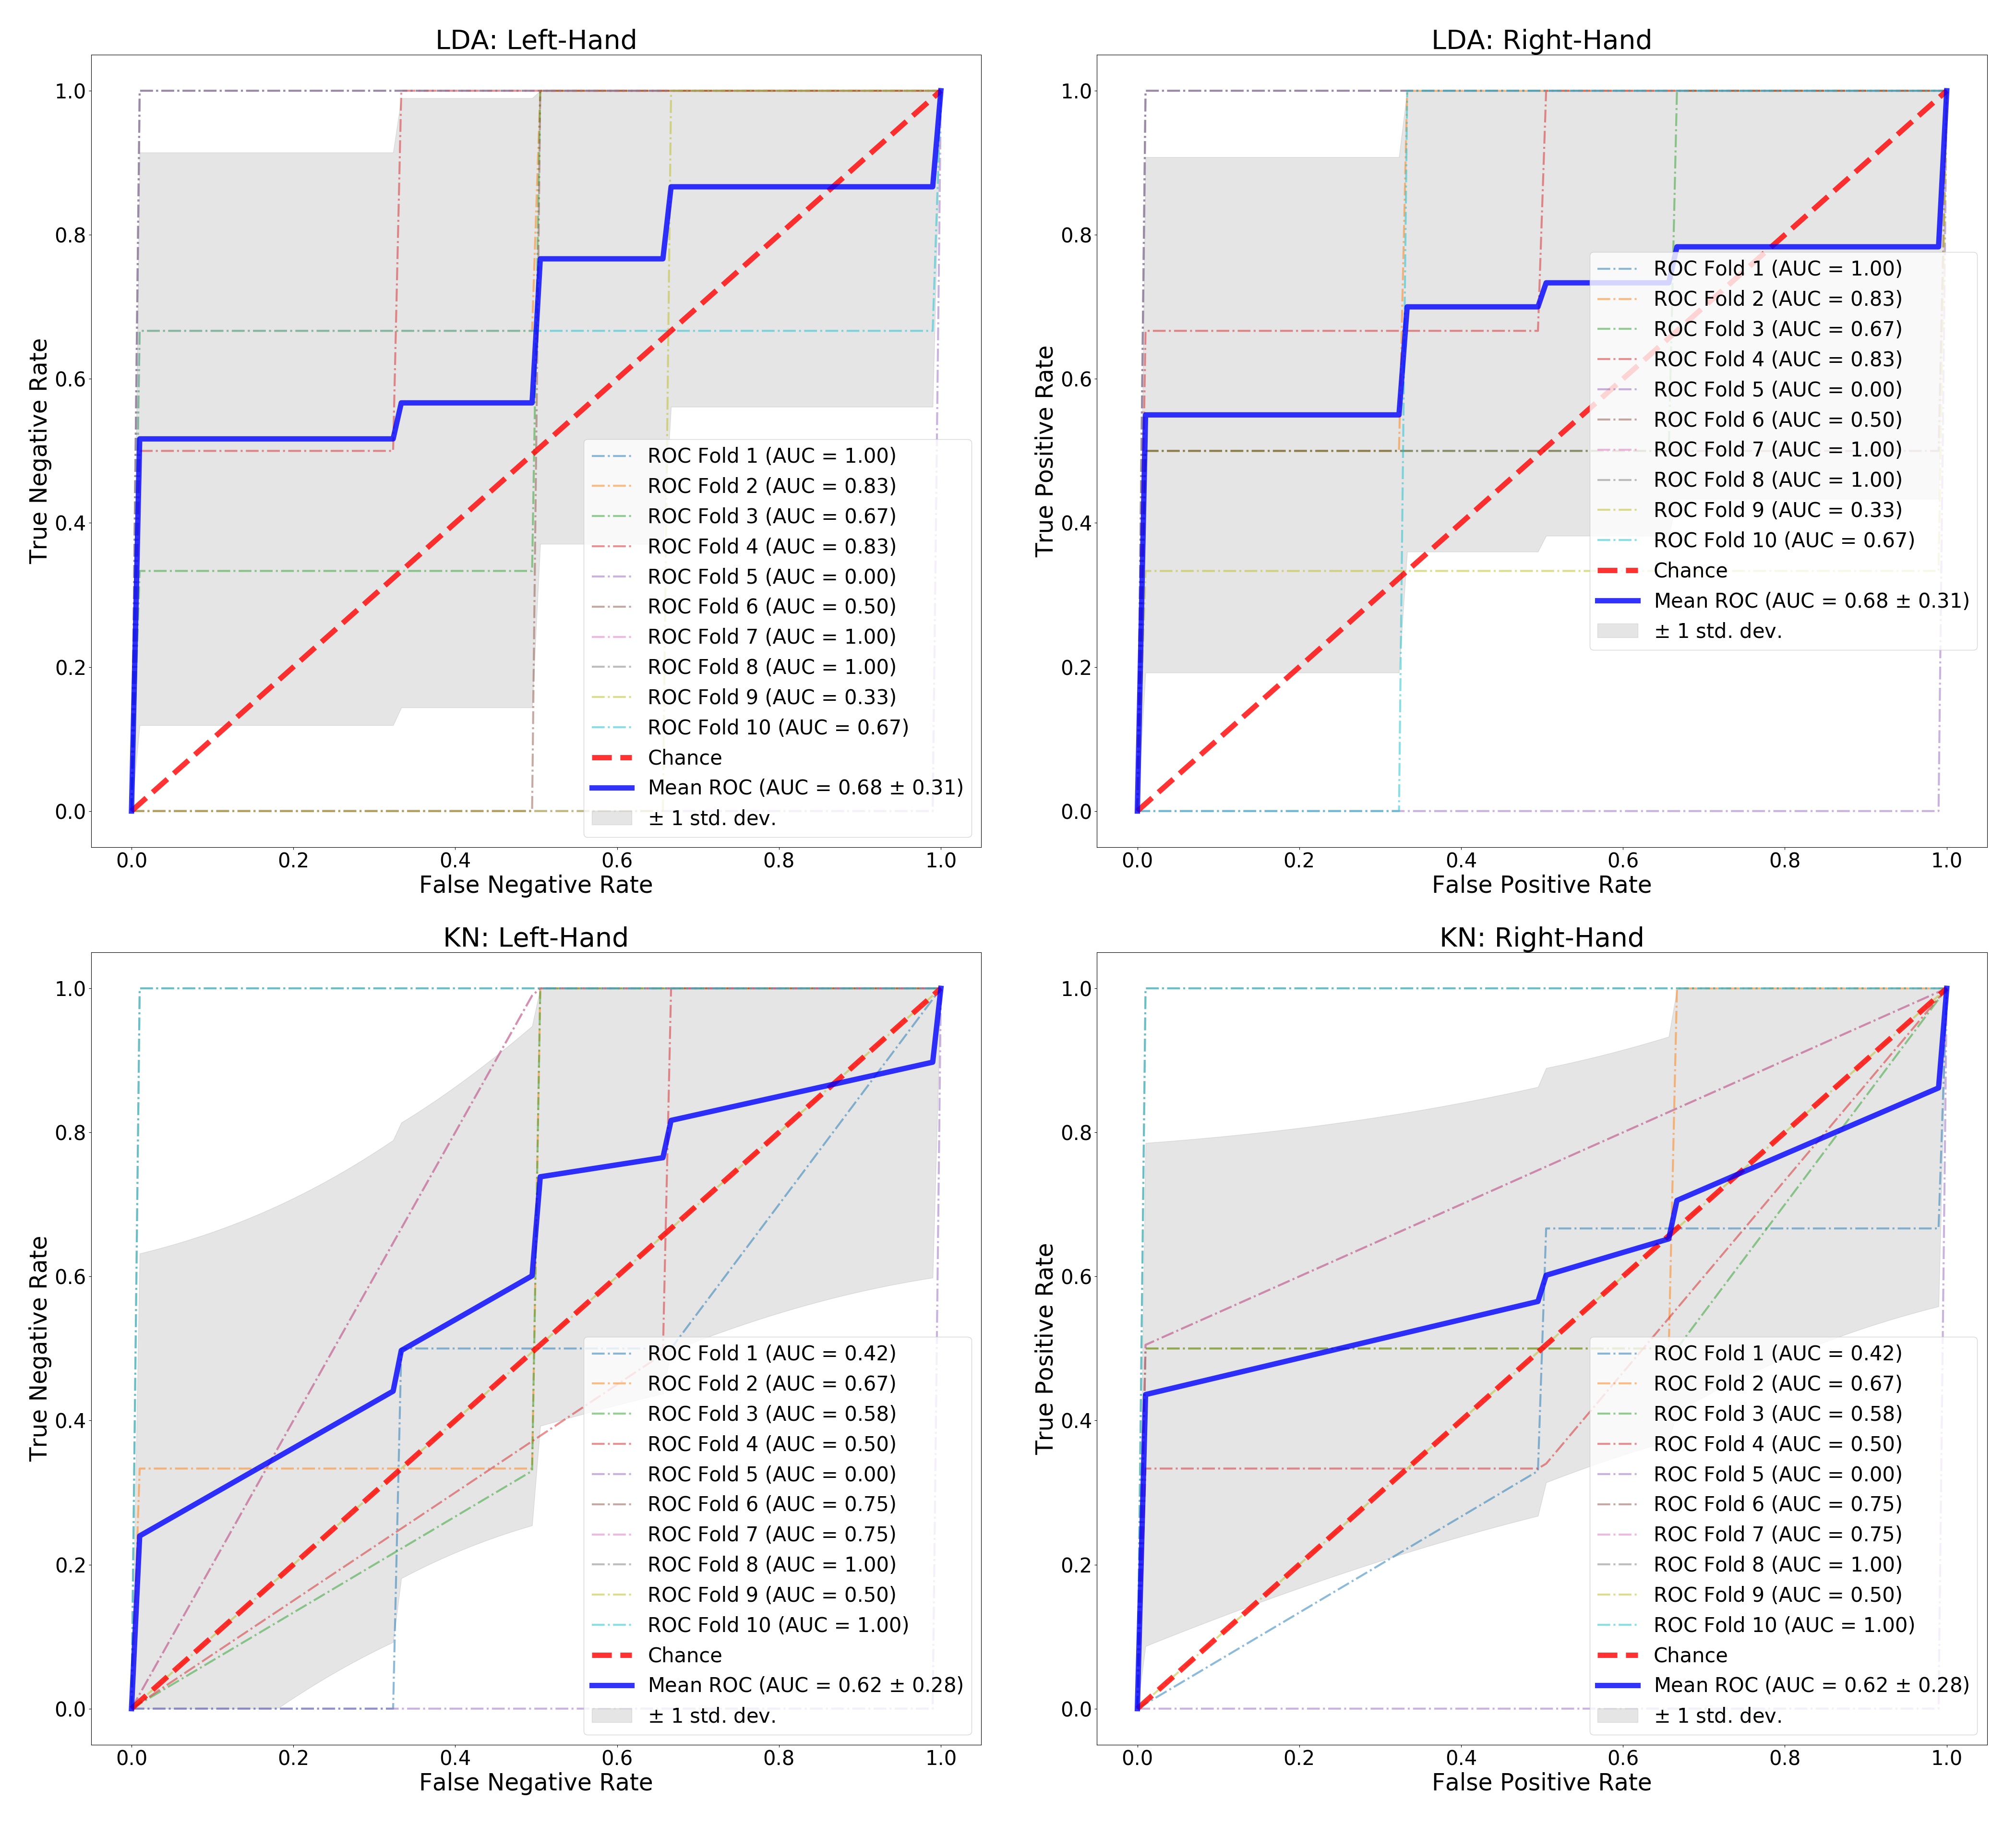 LDA: Left-Hand
True Negative Rate
1.0
0.8
0.6
0.4
0.2
0.0
ROC Fold 1 (AUC = 1.00)
ROC Fold 2 (AUC = 0.83)
ROC Fold 3 (AUC = 0.67)
ROC Fold 4 (AUC = 0.83)
ROC Fold 5 (AUC = 0.00)
ROC Fold 6 (AUC = 0.50)
ROC Fold 7 (AUC = 1.00)
ROC Fold 8 (AUC = 1.00)
ROC Fold 9 (AUC = 0.33)
ROC Fold 10 (AUC = 0.67)
Chance
Mean ROC (AUC = 0.68 ± 0.31)
± 1 std. dev.
0.0 0.2 0.4 0.6 0.8 1.0
False Negative Rate
LDA: Right-Hand
True Positive Rate
1.0
0.8
0.6
0.4
0.2
0.0
ROC Fold 1 (AUC = 1.00)
ROC Fold 2 (AUC = 0.83)
ROC Fold 3 (AUC = 0.67)
ROC Fold 4 (AUC = 0.83)
ROC Fold 5 (AUC = 0.00)
ROC Fold 6 (AUC = 0.50)
ROC Fold 7 (AUC = 1.00)
ROC Fold 8 (AUC = 1.00)
ROC Fold 9 (AUC = 0.33)
ROC Fold 10 (AUC = 0.67)
Chance
Mean ROC (AUC = 0.68 ± 0.31)
± 1 std. dev.
0.0 0.2 0.4 0.6 0.8 1.0
False Positive Rate
KN: Left-Hand
True Negative Rate
1.0
0.8
0.6
0.4
0.2
0.0
ROC Fold 1 (AUC = 0.42)
ROC Fold 2 (AUC = 0.67)
ROC Fold 3 (AUC = 0.58)
ROC Fold 4 (AUC = 0.50)
ROC Fold 5 (AUC = 0.00)
ROC Fold 6 (AUC = 0.75)
ROC Fold 7 (AUC = 0.75)
ROC Fold 8 (AUC = 1.00)
ROC Fold 9 (AUC = 0.50)
ROC Fold 10 (AUC = 1.00)
Chance
Mean ROC (AUC = 0.62 ± 0.28)
± 1 std. dev.
0.0 0.2 0.4 0.6 0.8 1.0
False Negative Rate
KN: Right-Hand
True Positive Rate
1.0
0.8
0.6
0.4
0.2
0.0
ROC Fold 1 (AUC = 0.42)
ROC Fold 2 (AUC = 0.67)
ROC Fold 3 (AUC = 0.58)
ROC Fold 4 (AUC = 0.50)
ROC Fold 5 (AUC = 0.00)
ROC Fold 6 (AUC = 0.75)
ROC Fold 7 (AUC = 0.75)
ROC Fold 8 (AUC = 1.00)
ROC Fold 9 (AUC = 0.50)
ROC Fold 10 (AUC = 1.00)
Chance
Mean ROC (AUC = 0.62 ± 0.28)
± 1 std. dev.
0.0 0.2 0.4 0.6 0.8 1.0
False Positive Rate